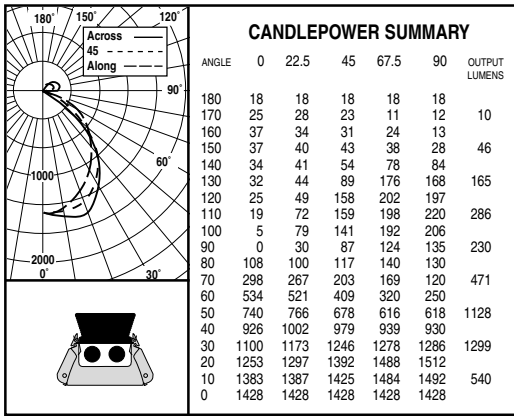 180° 150° 120°
Across
45
Along
90°
60°
1000
2000
0° 30°
CANDLEPOWER SUMMARY
ANGLE 0 22.5 45 67.5 90 OUTPUT LUMENS
180 18 18 18 18 18
170 25 28 23 11 12 10
160 37 34 31 24 13
150 37 40 43 38 28 46
140 34 41 54 78 84
130 32 44 89 176 168 165
120 25 49 158 202 197
110 19 72 159 198 220 286
100 5 79 141 192 206
90 0 30 87 124 135 230
80 108 100 117 140 130
70 298 267 203 169 120 471
60 534 521 409 320 250
50 740 766 678 616 618 1128
40 926 1002 979 939 930
30 1100 1173 1246 1278 1286 1299
20 1253 1297 1392 1488 1512
10 1383 1387 1425 1484 1492 540
0 1428 1428 1428 1428 1428